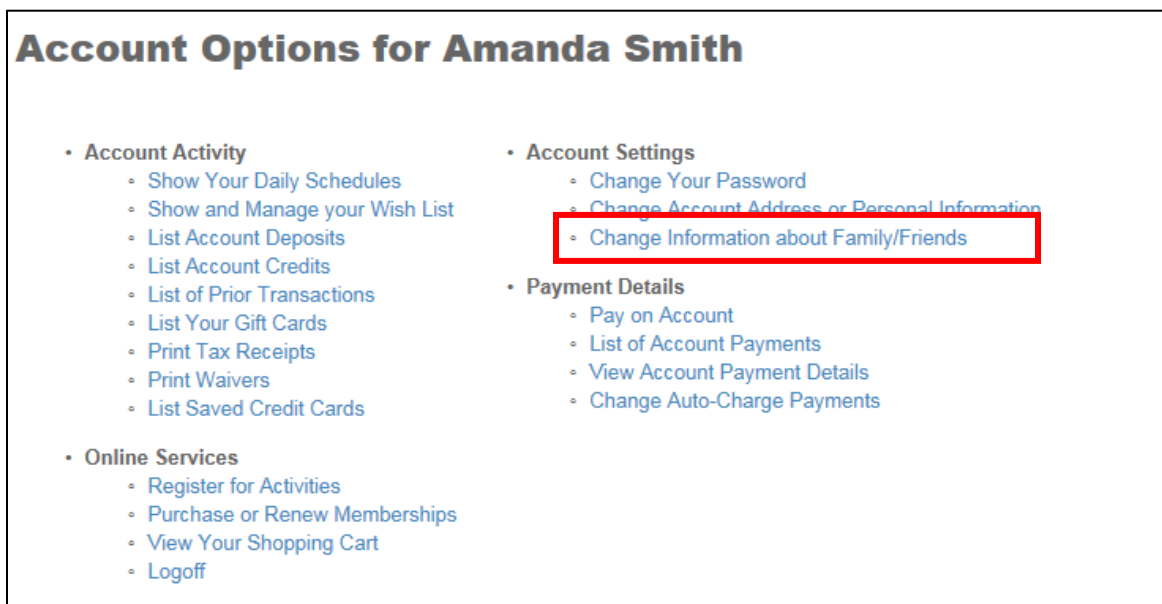 Account Options for Amanda Smith
• Account Activity
◦ Show Your Daily Schedules
◦ Show and Manage your Wish List
◦ List Account Deposits
◦ List Account Credits
◦ List of Prior Transactions
◦ List Your Gift Cards
◦ Print Tax Receipts
◦ Print Waivers
◦ List Saved Credit Cards
• Online Services
◦ Register for Activities
◦ Purchase or Renew Memberships
◦ View Your Shopping Cart
◦ Logoff
• Account Settings
◦ Change Your Password
◦ Change Account Address or Personal Information
◦ Change Information about Family/Friends
• Payment Details
◦ Pay on Account
◦ List of Account Payments
◦ View Account Payment Details
◦ Change Auto-Charge Payments